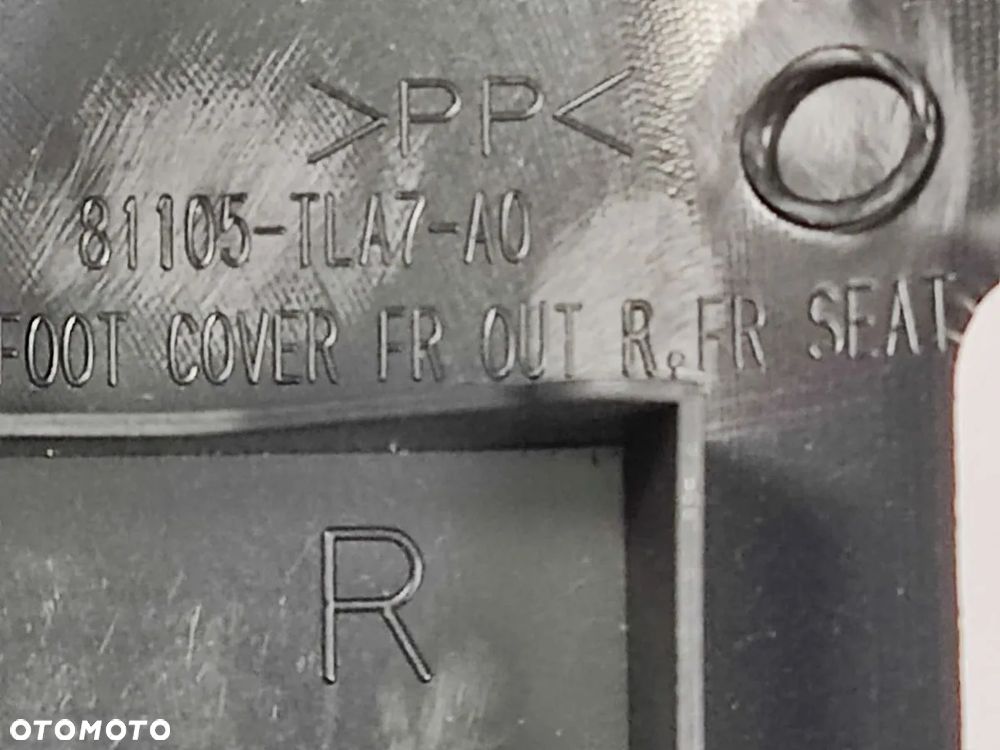 >PP<
81105-TLA7-A0
FOOT COVER FR OUT R.FR SEAT
R
OTOMOTO